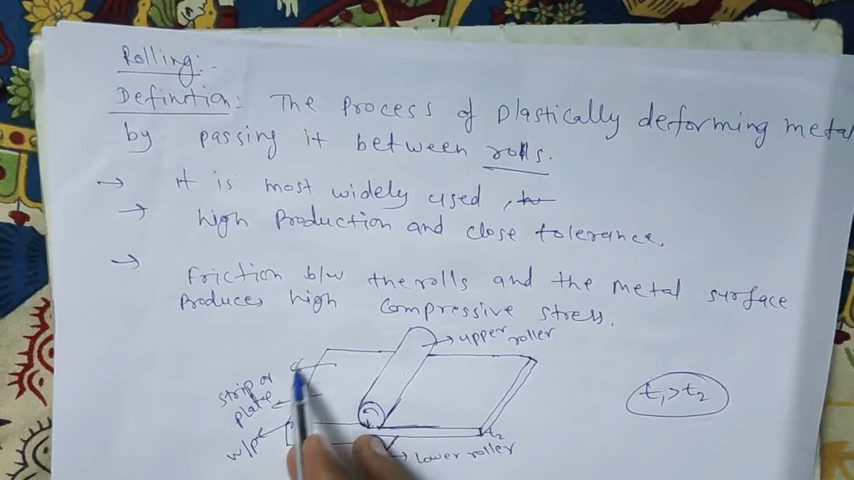 Rolling:-
Definition: The Process of Plastically deforming metal
by passing it between rolls.
→ it is most widely used,
→ high Production and close tolerance.
→ Friction b/w the rolls and the metal surface
Produces high compressive stress.
upper roller
strip or
plate
w/p
t₂
lower roller
t₁>t₂